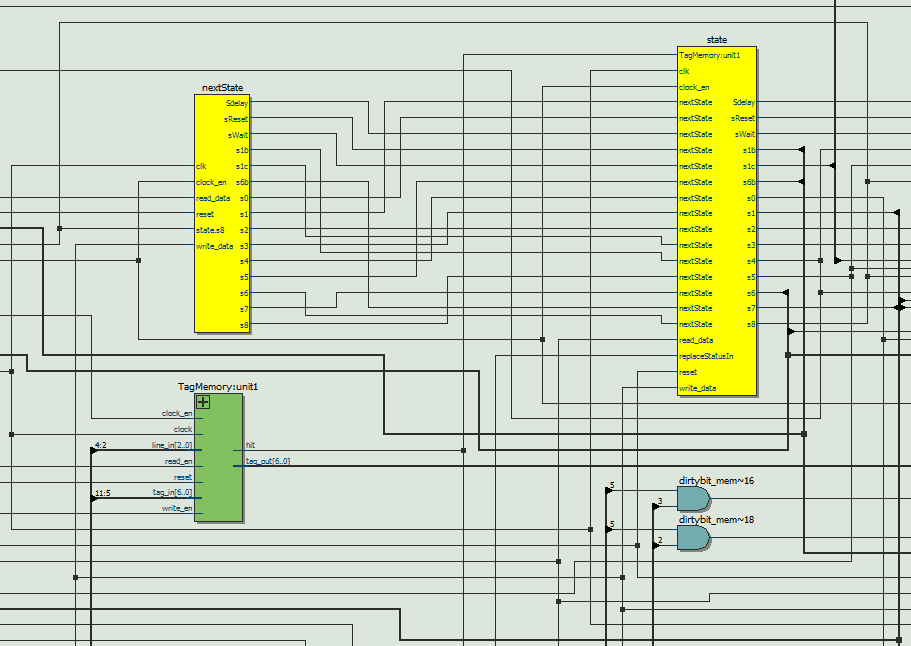 state
TagMemory:unit1
clk
clock_en
nextState Sdelay
nextState sReset
nextState sWait
nextState s1b
nextState s1c
nextState s6b
nextState s0
nextState s1
nextState s2
nextState s3
nextState s4
nextState s5
nextState s6
nextState s7
nextState s8
read_data
replaceStatusIn
reset
write_data
nextState
Sdelay
sReset
sWait
s1b
clk s1c
clock_en s6b
read_data s0
reset s1
state.s8 s2
write_data s3
s4
s5
s6
s7
s8
TagMemory:unit1
clock_en
clock
4:2 line_in[2..0] hit
read_en tag_out[6..0]
reset
11:5 tag_in[6..0]
write_en
dirtybit_mem~16
5
3
dirtybit_mem~18
5
2